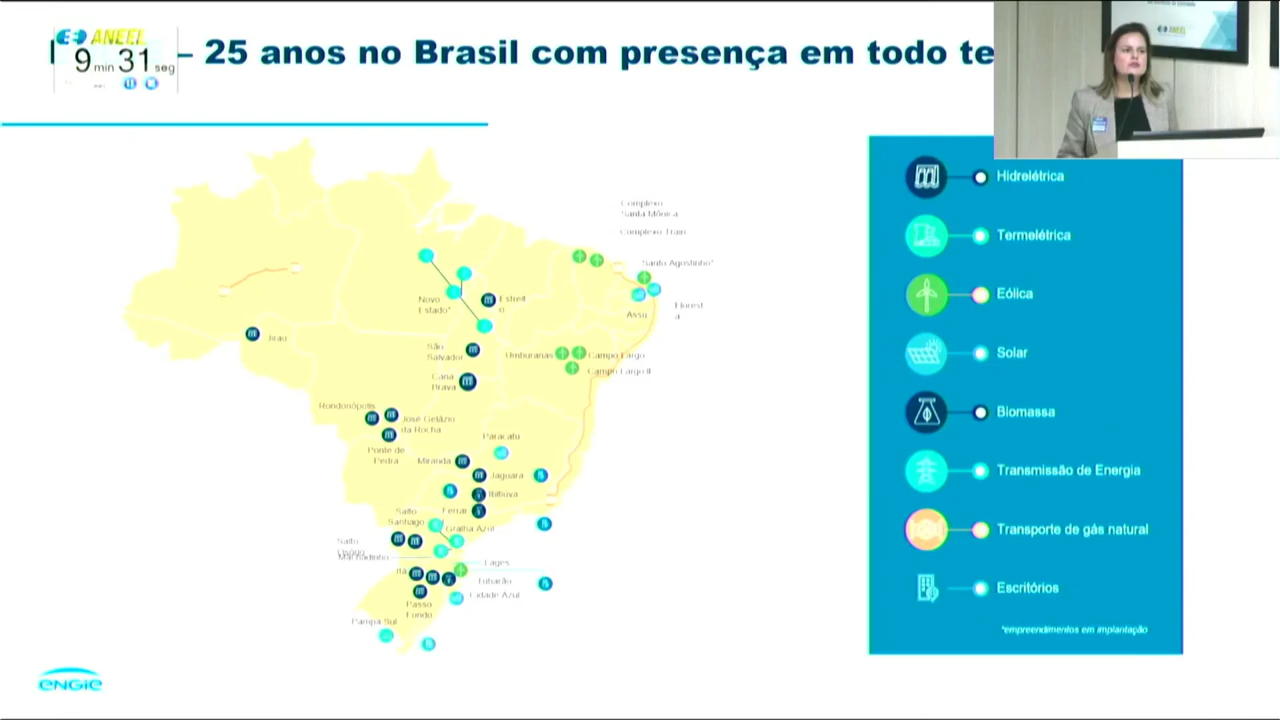 ANEEL
9 min 31 seg
– 25 anos no Brasil com presença em todo te
Hidrelétrica
Termelétrica
Eólica
Solar
Biomassa
Transmissão de Energia
Transporte de gás natural
Escritórios
*empreendimentos em implantação
Complexo
Santa Mônica
Complexo Trairi
Santo Agostinho*
Assu
Florest
a
Novo
Estado*
Estreit
o
Jirau
São
Salvador
Cana
Brava
Umburanas
Campo Largo
Campo Largo II
Rondonópolis
José Gelázio
da Rocha
Ponte de
Pedra
Paracatu
Miranda
Jaguara
Ibitiúva
Ferrari
Salto
Santiago
Gralha Azul
Salto
Osório
Machadinho
Lages
Itá
Tubarão
Cidade Azul
Passo
Fundo
Pampa Sul
ENGIE
ANEEL